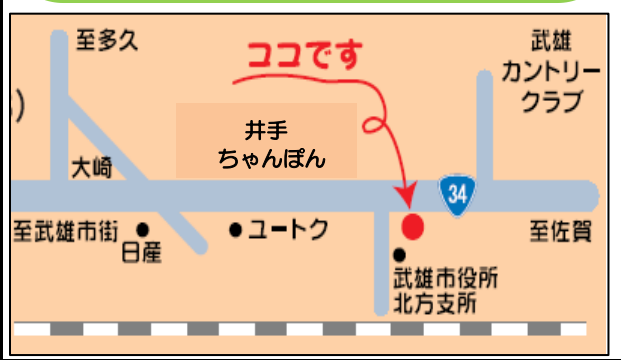 至多久
ココです
武雄
カントリー
クラブ
)
井手
ちゃんぽん
大崎
34
至武雄市街
日産
ユートク
至佐賀
武雄市役所
北方支所